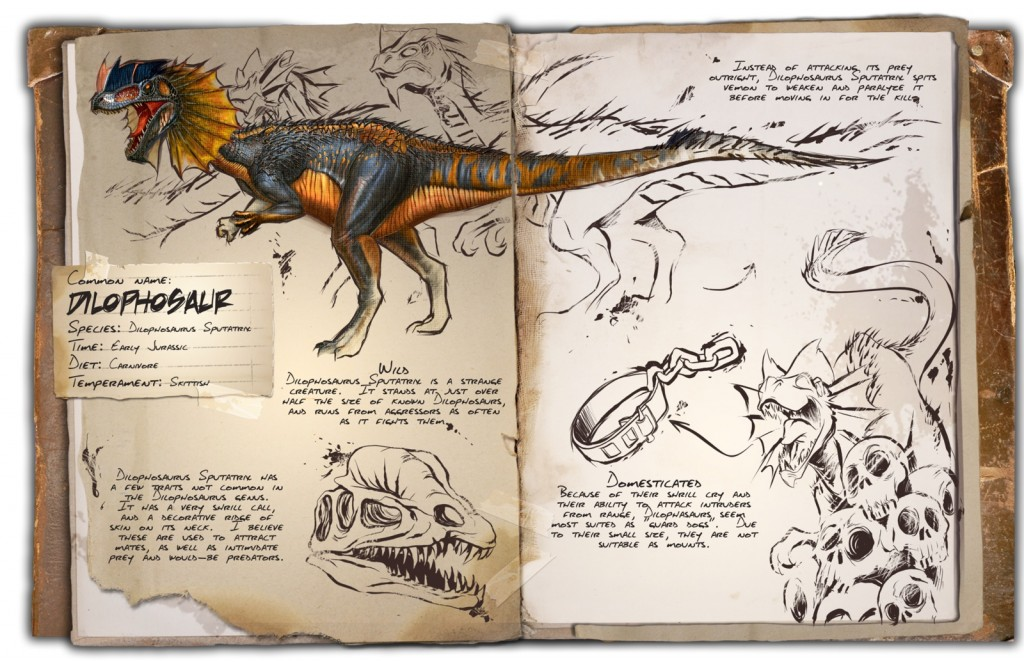 Common name:
DILOPHOSAUR
Species: Dilophosaurus Sputatrix
Time: Early Jurassic
Diet: Carnivore
Temperament: Skittish
Wild
Dilophosaurus Sputatrix is a strange
creature. It stands at just over
half the size of known Dilophosaurs,
and runs from aggressors as often
as it fights them.
Dilophosaurus Sputatrix has
a few traits not common in
the Dilophosaurus genus.
It has a very shrill call,
and a decorative ridge of
skin on its neck. I believe
these are used to attract
mates, as well as intimidate
prey and would-be predators.
Instead of attacking its prey
outright, Dilophosaurus Sputatrix spits
vemon to weaken and paralyze it
before moving in for the kill.
Domesticated
Because of their shrill cry and
their ability to attack intruders
from range, Dilophasaurs, seem
most suited as 'guard dogs'. Due
to their small size, they are not
suitable as mounts.